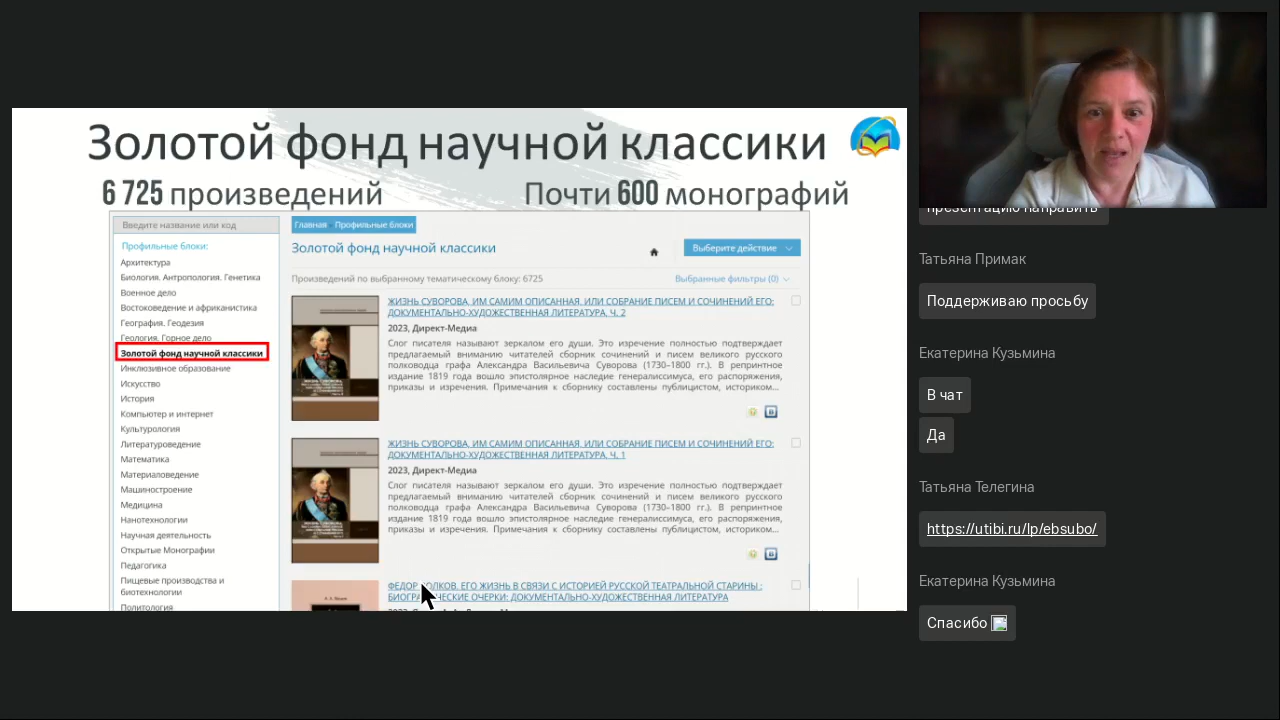 Золотой фонд научной классики
6 725 произведений
Почти 600 монографий
Введите название или код
Профильные блоки:
Архитектура
Биология. Антропология. Генетика
Военное дело
Востоковедение и африканистика
География. Геодезия
Геология. Горное дело
Золотой фонд научной классики
Инклюзивное образование
Искусство
История
Компьютер и интернет
Культурология
Литературоведение
Математика
Материаловедение
Машиностроение
Медицина
Нанотехнологии
Научная деятельность
Открытые Монографии
Педагогика
Пищевые производства и
биотехнологии
Политология
Главная Профильные блоки
Золотой фонд научной классики
Выберите действие
Произведений по выбранному тематическому блоку: 6725
Выбранные фильтры (0)
ЖИЗНЬ СУВОРОВА, ИМ САМИМ ОПИСАННАЯ, ИЛИ СОБРАНИЕ ПИСЕМ И СОЧИНЕНИЙ ЕГО:
ДОКУМЕНТАЛЬНО-ХУДОЖЕСТВЕННАЯ ЛИТЕРАТУРА, Ч. 2
2023, Директ-Медиа
Слог писателя называют зеркалом его души. Это изречение полностью подтверждает
предлагаемый вниманию читателей сборник сочинений и писем великого русского
полководца графа Александра Васильевича Суворова (1730–1800 гг.). В репринтное
издание 1819 года вошло эпистолярное наследие генералиссимуса, его распоряжения,
приказы и изречения. Примечания к сборнику составлены публицистом, историком...
ЖИЗНЬ СУВОРОВА, ИМ САМИМ ОПИСАННАЯ, ИЛИ СОБРАНИЕ ПИСЕМ И СОЧИНЕНИЙ ЕГО:
ДОКУМЕНТАЛЬНО-ХУДОЖЕСТВЕННАЯ ЛИТЕРАТУРА, Ч. 1
2023, Директ-Медиа
Слог писателя называют зеркалом его души. Это изречение полностью подтверждает
предлагаемый вниманию читателей сборник сочинений и писем великого русского
полководца графа Александра Васильевича Суворова (1730–1800 гг.). В репринтное
издание 1819 года вошло эпистолярное наследие генералиссимуса, его распоряжения,
приказы и изречения. Примечания к сборнику составлены публицистом, историком...
ФЕДОР ВОЛКОВ. ЕГО ЖИЗНЬ В СВЯЗИ С ИСТОРИЕЙ РУССКОЙ ТЕАТРАЛЬНОЙ СТАРИНЫ :
БИОГРАФИЧЕСКИЕ ОЧЕРКИ: ДОКУМЕНТАЛЬНО-ХУДОЖЕСТВЕННАЯ ЛИТЕРАТУРА
презентацию направить
Татьяна Примак
Поддерживаю просьбу
Екатерина Кузьмина
В чат
Да
Татьяна Телегина
https://utibi.ru/lp/ebsubo/
Екатерина Кузьмина
Спасибо